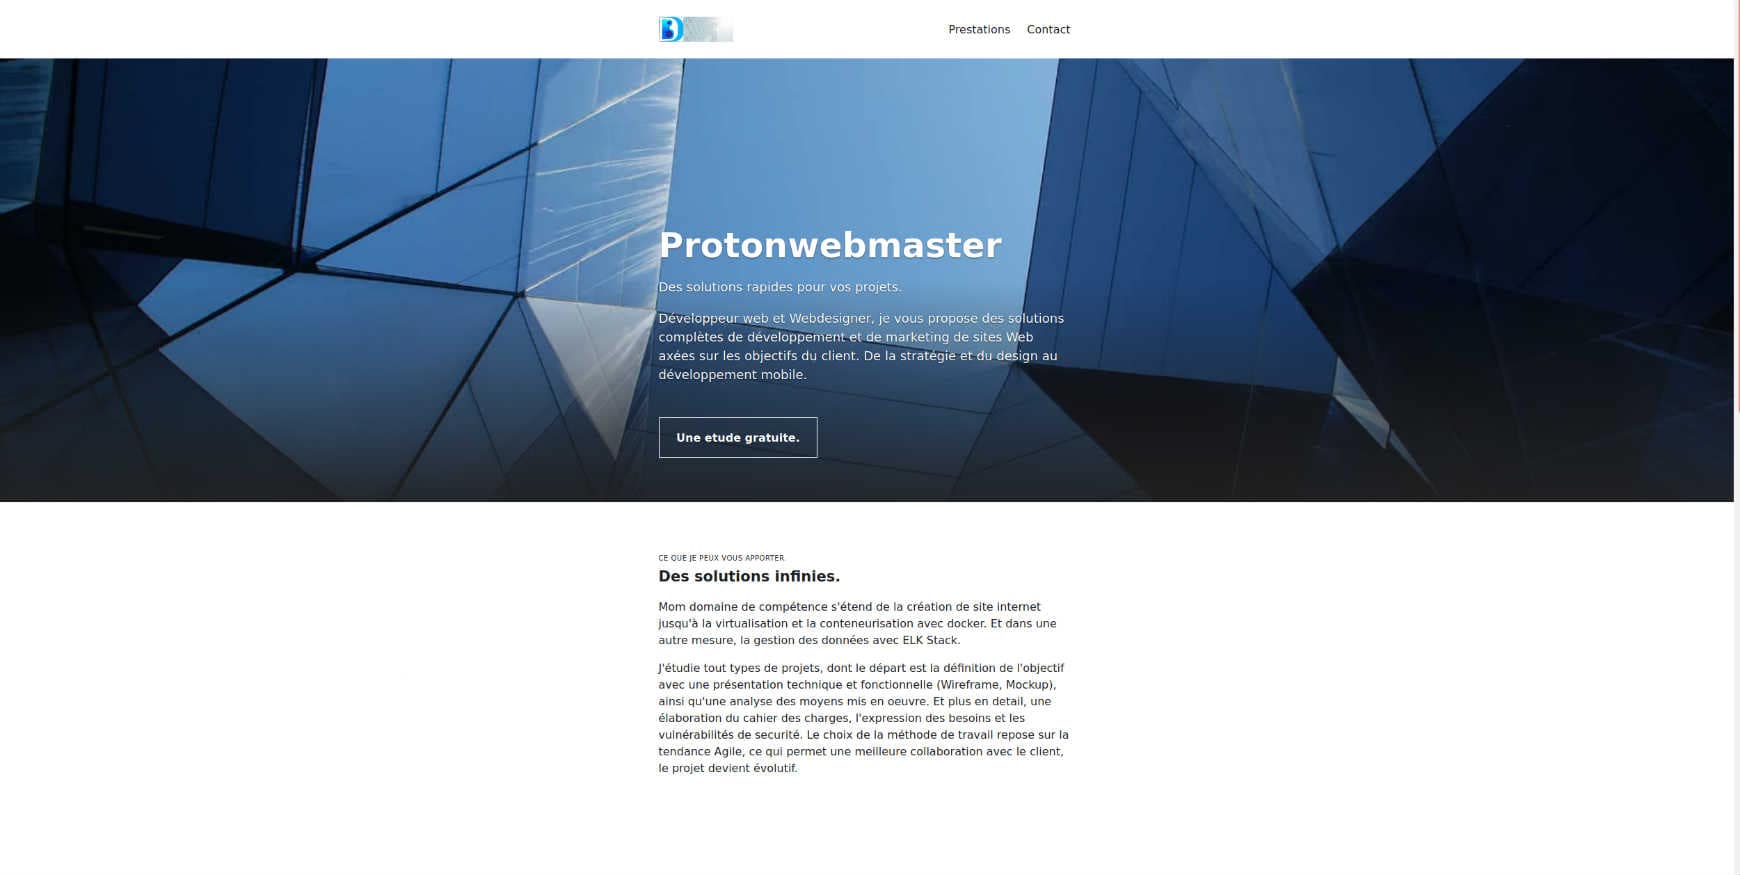 Prestations Contact
Protonwebmaster
Des solutions rapides pour vos projets.
Développeur web et Webdesigner, je vous propose des solutions
complètes de développement et de marketing de sites Web
axées sur les objectifs du client. De la stratégie et du design au
développement mobile.
Une etude gratuite.
CE QUE JE PEUX VOUS APPORTER.
Des solutions infinies.
Mom domaine de compétence s'étend de la création de site internet
jusqu'à la virtualisation et la conteneurisation avec docker. Et dans une
autre mesure, la gestion des données avec ELK Stack.
J'étudie tout types de projets, dont le départ est la définition de l'objectif
avec une présentation technique et fonctionnelle (Wireframe, Mockup),
ainsi qu'une analyse des moyens mis en oeuvre. Et plus en detail, une
élaboration du cahier des charges, l'expression des besoins et les
vulnérabilités de securité. Le choix de la méthode de travail repose sur la
tendance Agile, ce qui permet une meilleure collaboration avec le client,
le projet devient évolutif.